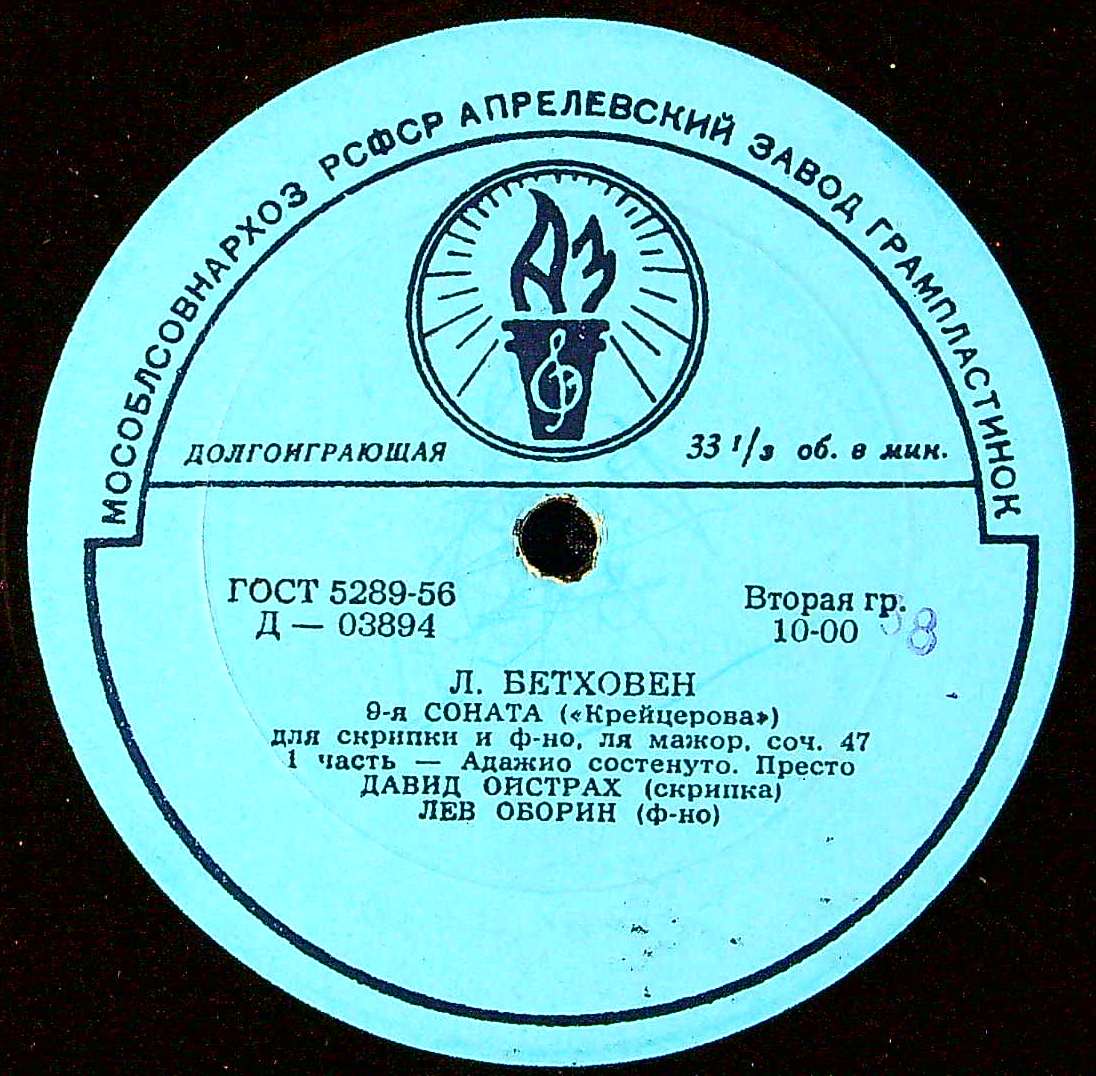 МОСОБЛСОВНАРХОЗ РСФСР АПРЕЛЕВСКИЙ ЗАВОД ГРАМПЛАСТИНОК
АЗ
ДОЛГОИГРАЮЩАЯ 33 1/3 об. в мин.
ГОСТ 5289-56 Вторая гр.
Д — 03894 10-00
38
Л. БЕТХОВЕН
9-я СОНАТА («Крейцерова»)
для скрипки и ф-но, ля мажор, соч. 47
1 часть — Адажио состенуто. Престо
ДАВИД ОЙСТРАХ (скрипка)
ЛЕВ ОБОРИН (ф-но)